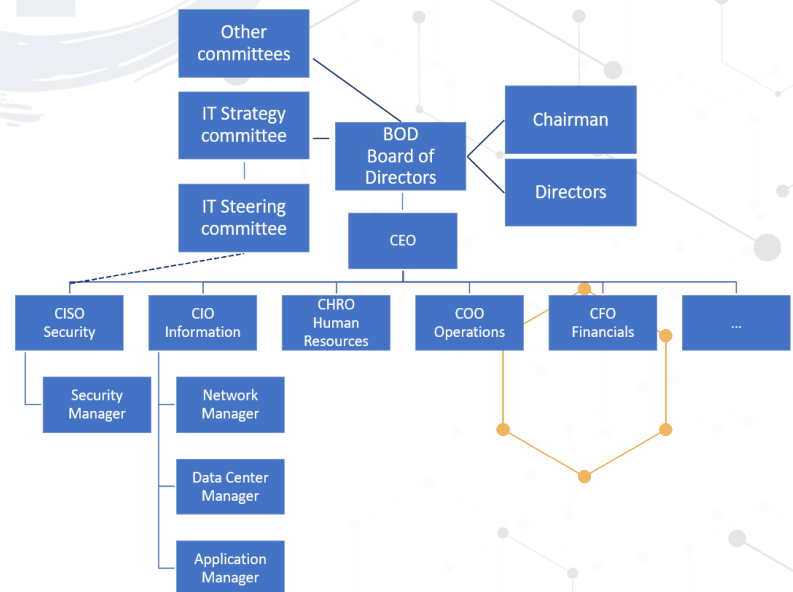 Other
committees
IT Strategy
committee
BOD
Board of
Directors
Chairman
Directors
IT Steering
committee
CEO
CISO
Security
CIO
Information
CHRO
Human
Resources
COO
Operations
CFO
Financials
...
Security
Manager
Network
Manager
Data Center
Manager
Application
Manager